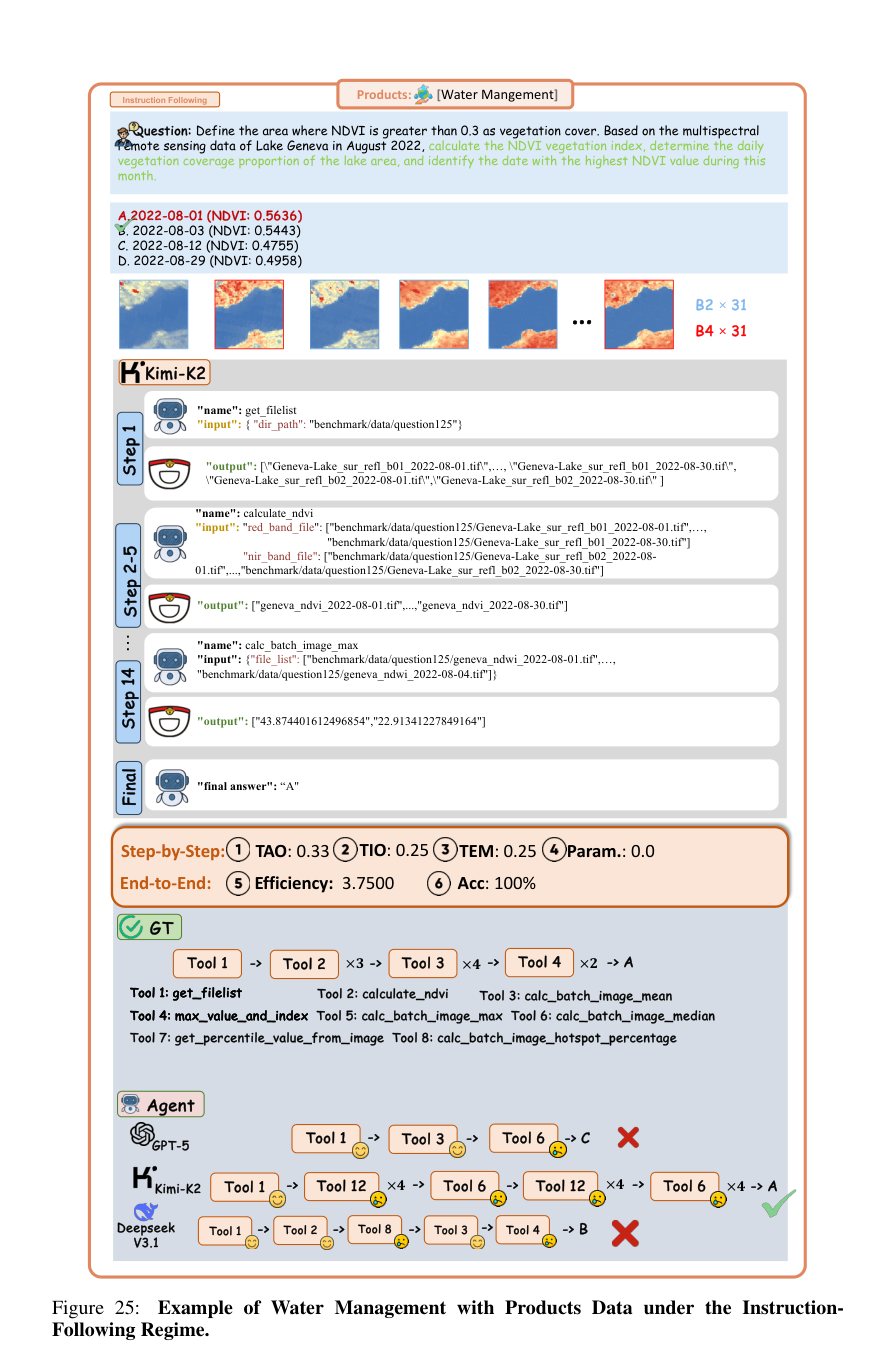 Instruction Following
Products: [Water Mangement]
Question: Define the area where NDVI is greater than 0.3 as vegetation cover. Based on the multispectral
remote sensing data of Lake Geneva in August 2022, calculate the NDVI vegetation index, determine the daily
vegetation coverage proportion of the lake area, and identify the date with the highest NDVI value during this
month.
A.2022-08-01 (NDVI: 0.5636)
B. 2022-08-03 (NDVI: 0.5443)
C. 2022-08-12 (NDVI: 0.4755)
D. 2022-08-29 (NDVI: 0.4958)
B2 × 31
...
B4 × 31
Kimi-K2
Step 1
"name": get_filelist
"input": { "dir_path": "benchmark/data/question125"}
"output": [\"Geneva-Lake_sur_refl_b01_2022-08-01.tif\",…, \"Geneva-Lake_sur_refl_b01_2022-08-30.tif\",
\"Geneva-Lake_sur_refl_b02_2022-08-01.tif\",\"Geneva-Lake_sur_refl_b02_2022-08-30.tif\" ]
Step 2-5
"name": calculate_ndvi
"input": "red_band_file": ["benchmark/data/question125/Geneva-Lake_sur_refl_b01_2022-08-01.tif",…,
"benchmark/data/question125/Geneva-Lake_sur_refl_b01_2022-08-30.tif"]
"nir_band_file": ["benchmark/data/question125/Geneva-Lake_sur_refl_b02_2022-08-
01.tif",...,"benchmark/data/question125/Geneva-Lake_sur_refl_b02_2022-08-30.tif"]
"output": ["geneva_ndvi_2022-08-01.tif",...,"geneva_ndvi_2022-08-30.tif"]
...
Step 14
"name": calc_batch_image_max
"input": {"file_list": ["benchmark/data/question125/geneva_ndwi_2022-08-01.tif",…,
"benchmark/data/question125/geneva_ndwi_2022-08-04.tif"]}
"output": ["43.874401612496854","22.91341227849164"]
Final
"final answer": “A"
Step-by-Step: 1 TAO: 0.33 2 TIO: 0.25 3 TEM: 0.25 4 Param.: 0.0
End-to-End: 5 Efficiency: 3.7500 6 Acc: 100%
GT
Tool 1 -> Tool 2 ×3 -> Tool 3 ×4 -> Tool 4 ×2 -> A
Tool 1: get_filelist Tool 2: calculate_ndvi Tool 3: calc_batch_image_mean
Tool 4: max_value_and_index Tool 5: calc_batch_image_max Tool 6: calc_batch_image_median
Tool 7: get_percentile_value_from_image Tool 8: calc_batch_image_hotspot_percentage
Agent
GPT-5 Tool 1 -> Tool 3 -> Tool 6 -> C
Kimi-K2 Tool 1 -> Tool 12 ×4 -> Tool 6 -> Tool 12 ×4 -> Tool 6 ×4 -> A
Deepseek
V3.1
Tool 1 -> Tool 2 -> Tool 8 -> Tool 3 -> Tool 4 -> B
Figure 25: Example of Water Management with Products Data under the Instruction-
Following Regime.